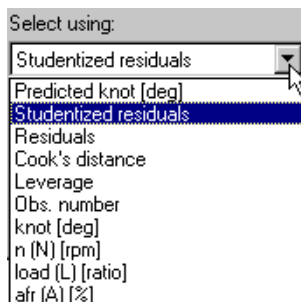 Select using:
Studentized residuals
Predicted knot [deg]
Studentized residuals
Residuals
Cook's distance
Leverage
Obs. number
knot [deg]
n (N) [rpm]
load (L) [ratio]
afr (A) [%]